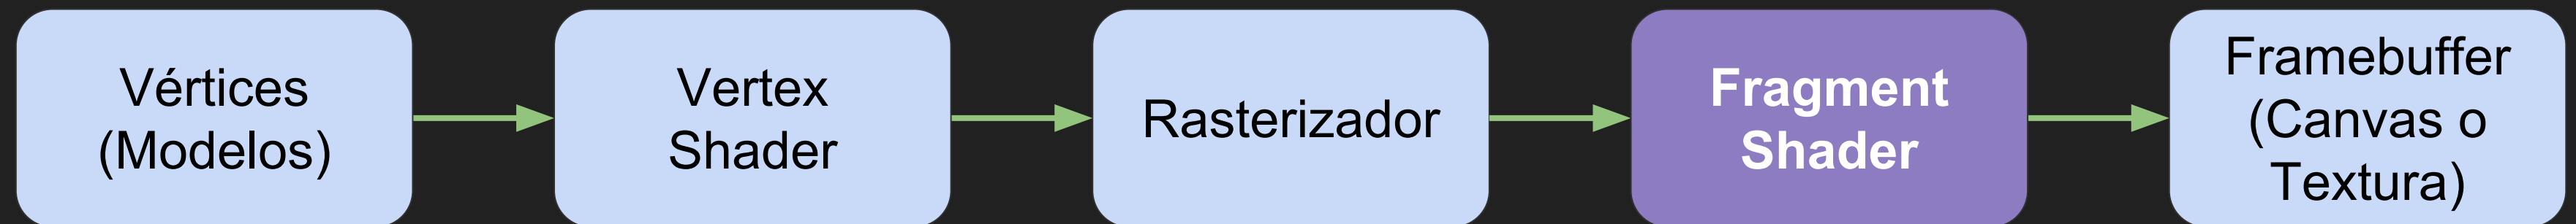 Vértices
(Modelos)
Vertex
Shader
Rasterizador
Fragment
Shader
Framebuffer
(Canvas o
Textura)